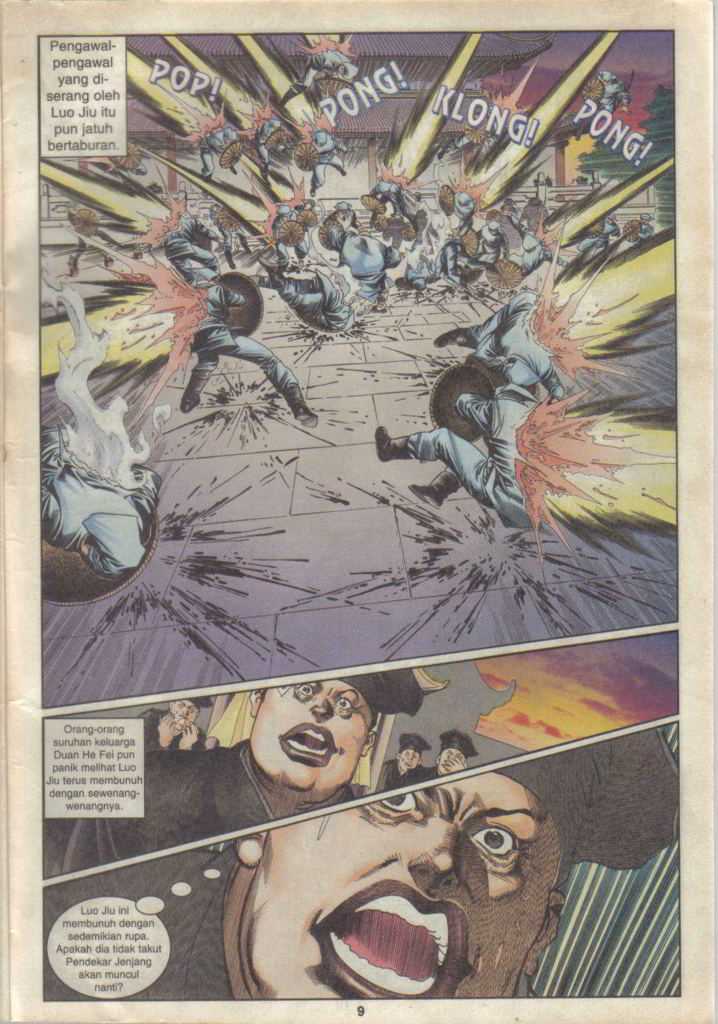 Pengawal-
pengawal
yang di-
serang oleh
Luo Jiu itu
pun jatuh
bertaburan.
POP!
PONG!
KLONG!
PONG!
Orang-orang
suruhan keluarga
Duan He Fei pun
panik melihat Luo
Jiu terus membunuh
dengan sewenang-
wenangnya.
Luo Jiu ini
membunuh dengan
sedemikian rupa.
Apakah dia tidak takut
Pendekar Jenjang
akan muncul
nanti?
9